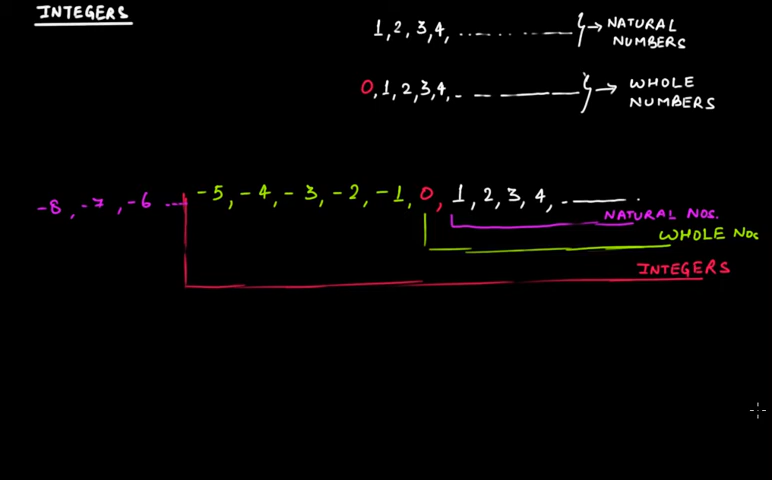 INTEGERS
1, 2, 3, 4, ............. } → NATURAL NUMBERS
0, 1, 2, 3, 4, - — — } → WHOLE NUMBERS
-8, -7, -6 ..... -5, -4, -3, -2, -1, 0, 1, 2, 3, 4, -———.
NATURAL NOS.
WHOLE NOS
INTEGERS